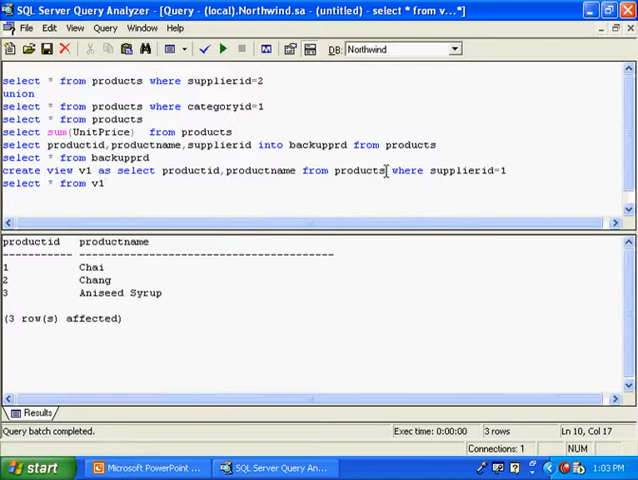 SQL Server Query Analyzer - [Query - (local).Northwind.sa - (untitled) - select * from v...*]
File Edit View Query Window Help
DB: Northwind
select * from products where supplierid=2
union
select * from products where categoryid=1
select * from products
select sum(UnitPrice) from products
select productid,productname,supplierid into backupprd from products
select * from backupprd
create view v1 as select productid,productname from products where supplierid=1
select * from v1
productid productname
----------- ----------------------------------------
1 Chai
2 Chang
3 Aniseed Syrup
(3 row(s) affected)
Results
Query batch completed.
Exec time: 0:00:00
3 rows
Ln 10, Col 17
Connections: 1
NUM
start
Microsoft PowerPoint ...
SQL Server Query An...
1:03 PM